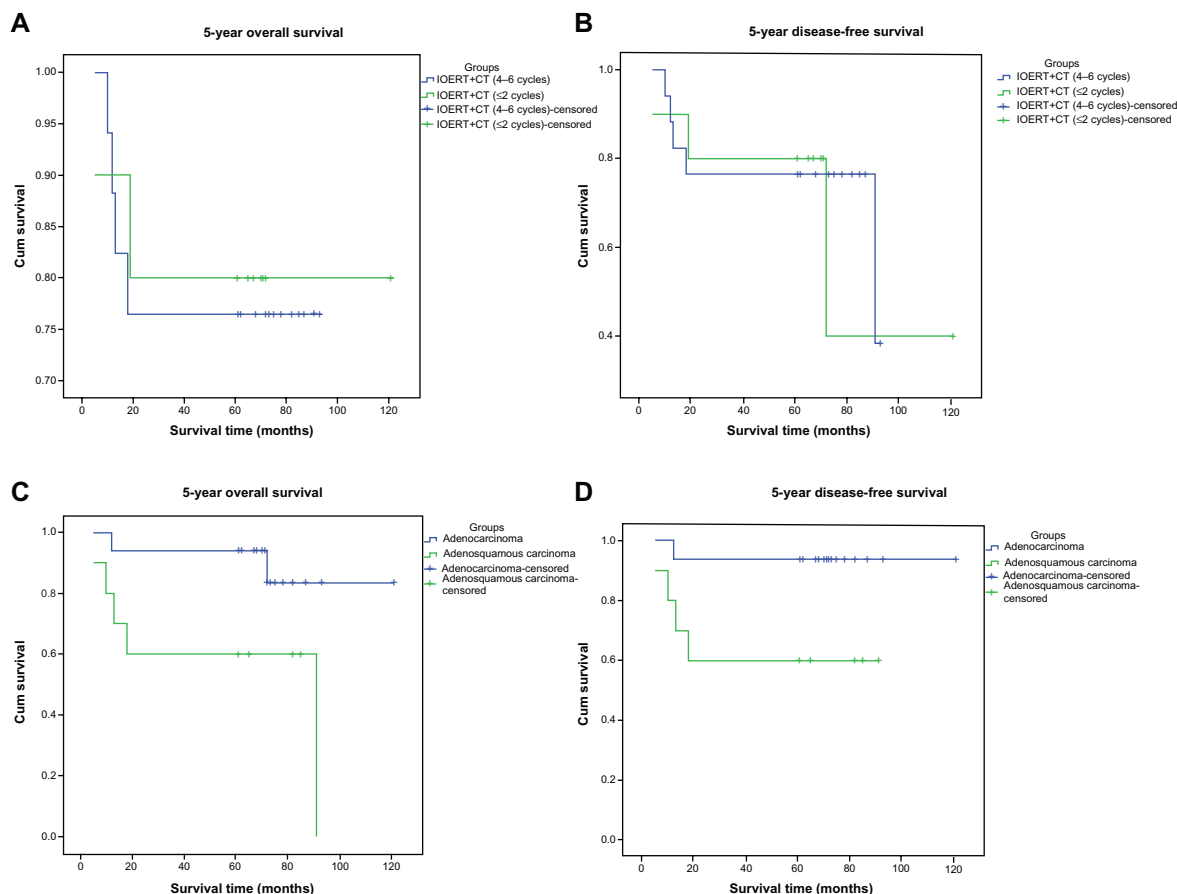 A
5-year overall survival
Groups
IOERT+CT (4–6 cycles)
IOERT+CT (≤2 cycles)
IOERT+CT (4–6 cycles)-censored
IOERT+CT (≤2 cycles)-censored
1.00
0.95
0.90
0.85
0.80
0.75
0.70
Cum survival
0 20 40 60 80 100 120
Survival time (months)
B
5-year disease-free survival
Groups
IOERT+CT (4–6 cycles)
IOERT+CT (≤2 cycles)
IOERT+CT (4–6 cycles)-censored
IOERT+CT (≤2 cycles)-censored
1.0
0.8
0.6
0.4
Cum survival
0 20 40 60 80 100 120
Survival time (months)
C
5-year overall survival
Groups
Adenocarcinoma
Adenosquamous carcinoma
Adenocarcinoma-censored
Adenosquamous carcinoma-
censored
1.0
0.8
0.6
0.4
0.2
0.0
Cum survival
0 20 40 60 80 100 120
Survival time (months)
D
5-year disease-free survival
Groups
Adenocarcinoma
Adenosquamous carcinoma
Adenocarcinoma-censored
Adenosquamous carcinoma-
censored
1.0
0.8
0.6
0.4
0.2
0.0
Cum survival
0 20 40 60 80 100 120
Survival time (months)